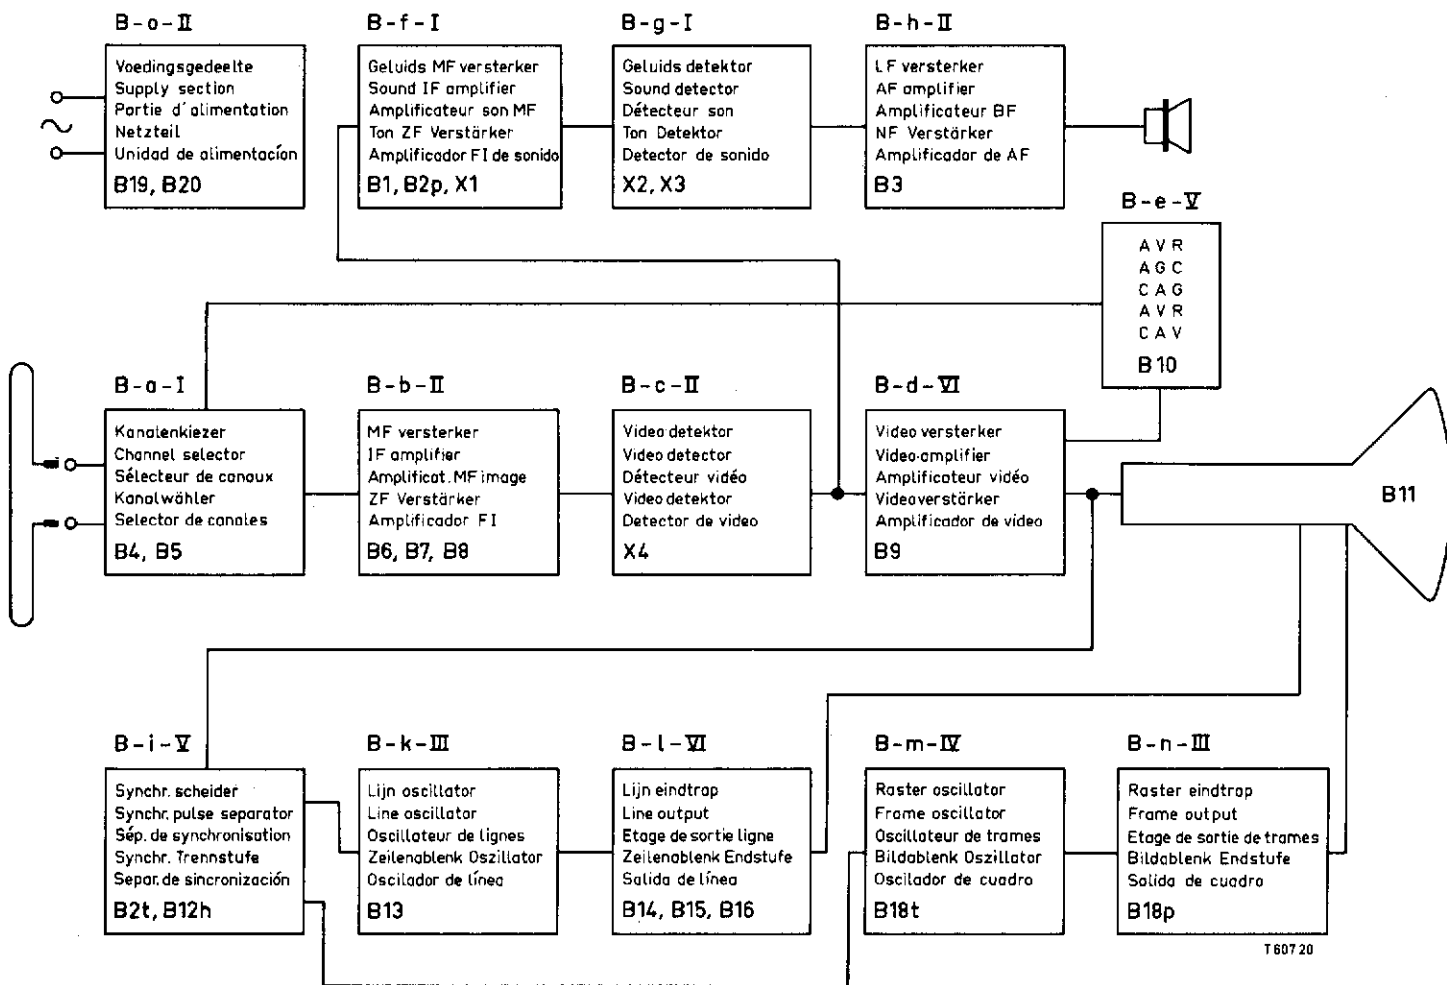 B-o-II
Voedingsgedeelte
Supply section
Partie d'alimentation
Netzteil
Unidad de alimentación
B19, B20
B-f-I
Geluids MF versterker
Sound IF amplifier
Amplificateur son MF
Ton ZF Verstärker
Amplificador FI de sonido
B1, B2p, X1
B-g-I
Geluids detektor
Sound detector
Détecteur son
Ton Detektor
Detector de sonido
X2, X3
B-h-II
LF versterker
AF amplifier
Amplificateur BF
NF Verstärker
Amplificador de AF
B3
B-e-V
AVR
AGC
CAG
AVR
CAV
B10
B-a-I
Kanalenkiezer
Channel selector
Sélecteur de canaux
Kanalwähler
Selector de canales
B4, B5
B-b-II
MF versterker
IF amplifier
Amplificat. MF image
ZF Verstärker
Amplificador FI
B6, B7, B8
B-c-II
Video detektor
Video detector
Détecteur vidéo
Video detektor
Detector de video
X4
B-d-VI
Video versterker
Video-amplifier
Amplificateur vidéo
Videoverstärker
Amplificador de video
B9
B11
B-i-V
Synchr. scheider
Synchr. pulse separator
Sép. de synchronisation
Synchr. Trennstufe
Separ. de sincronización
B2t, B12h
B-k-III
Lijn oscillator
Line oscillator
Oscillateur de lignes
Zeilenablenk Oszillator
Oscilador de línea
B13
B-l-VI
Lijn eindtrap
Line output
Etage de sortie ligne
Zeilenablenk Endstufe
Salida de línea
B14, B15, B16
B-m-IV
Raster oscillator
Frame oscillator
Oscillateur de trames
Bildablenk Oszillator
Oscilador de cuadro
B18t
B-n-III
Raster eindtrap
Frame output
Etage de sortie de trames
Bildablenk Endstufe
Salida de cuadro
B18p
T60720